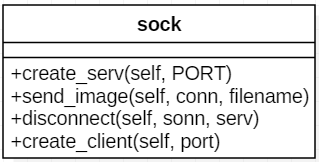 sock
+create_serv(self, PORT)
+send_image(self, conn, filename)
+disconnect(self, sonn, serv)
+create_client(self, port)